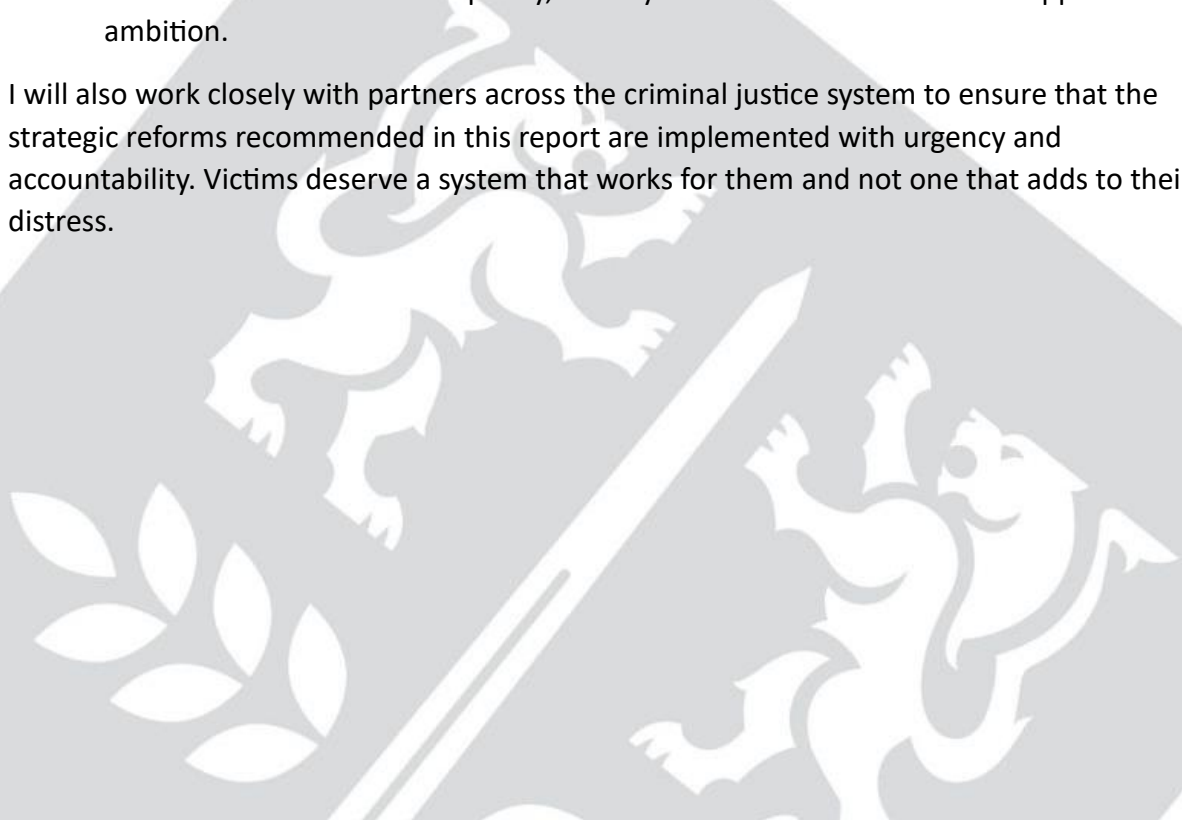 ambition.
I will also work closely with partners across the criminal justice system to ensure that the
strategic reforms recommended in this report are implemented with urgency and
accountability. Victims deserve a system that works for them and not one that adds to thei
distress.